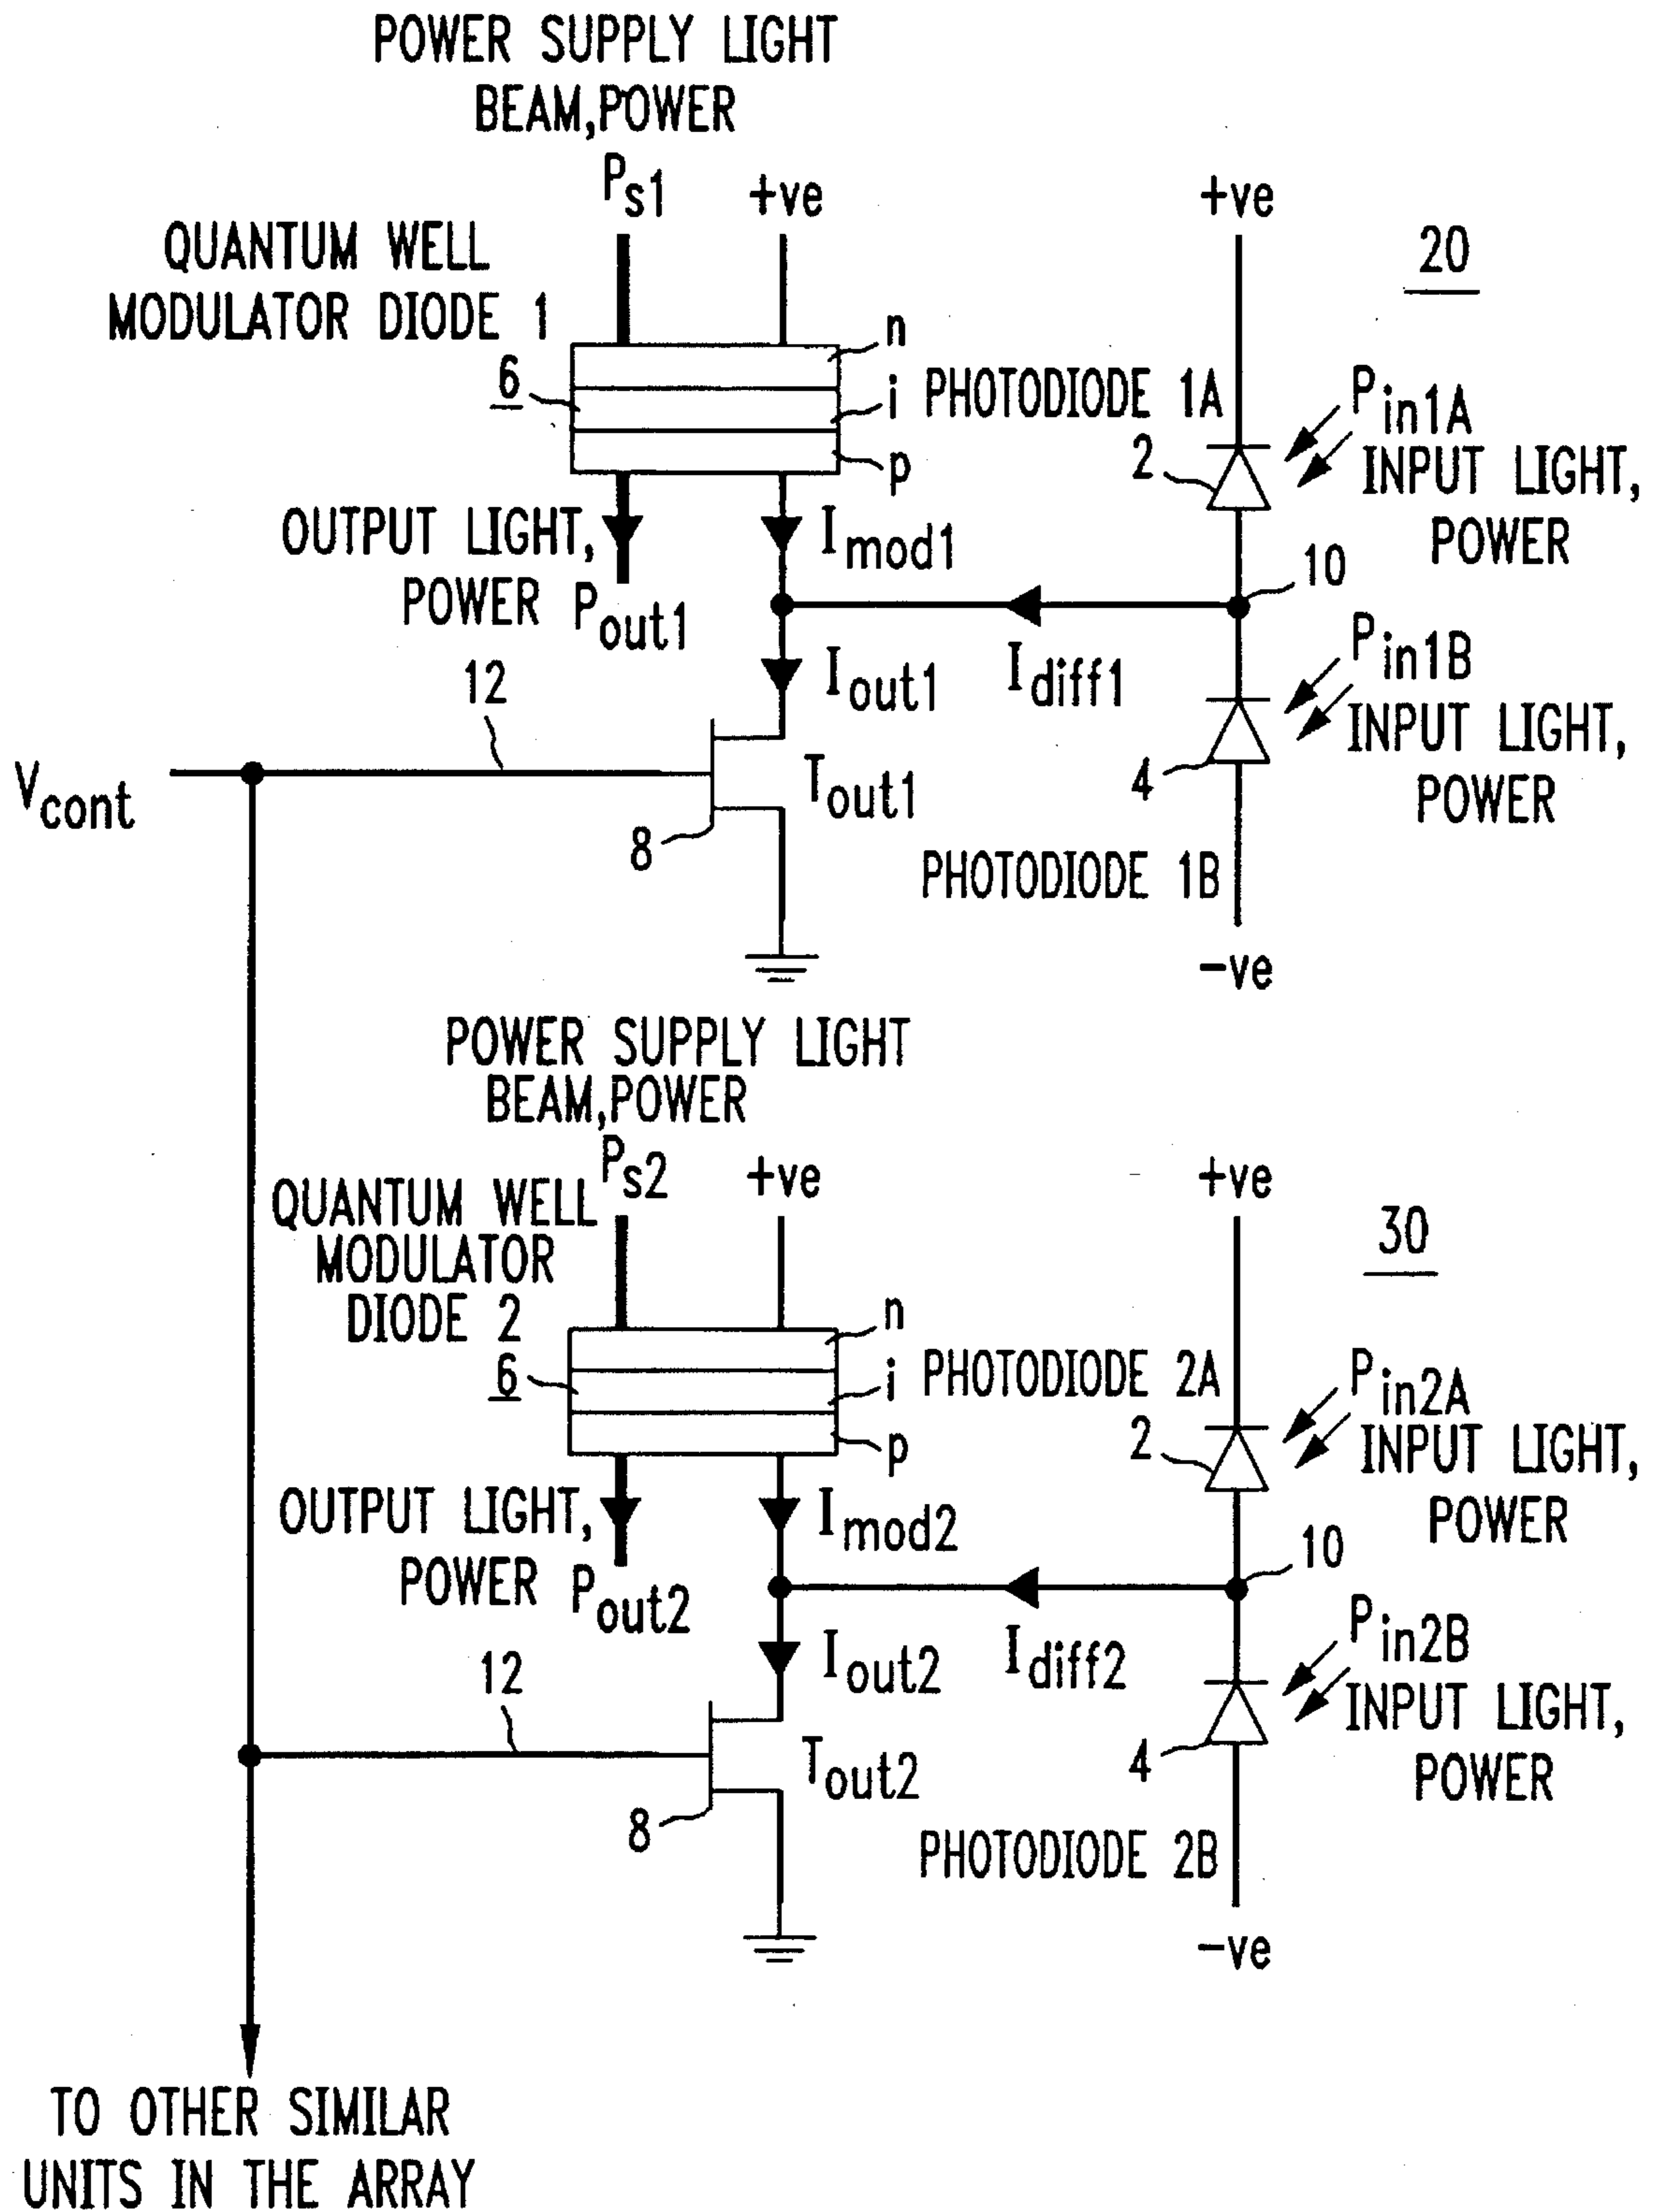 POWER SUPPLY LIGHT
BEAM,POWER
Ps1
+ve
+ve
20
QUANTUM WELL
MODULATOR DIODE 1
n
6
i
PHOTODIODE 1A
Pin1A
2
INPUT LIGHT,
POWER
p
OUTPUT LIGHT,
POWER Pout1
Imod1
10
Pin1B
INPUT LIGHT,
POWER
12
Iout1
Idiff1
Vcont
Tout1
4
8
PHOTODIODE 1B
-ve
POWER SUPPLY LIGHT
BEAM,POWER
Ps2
+ve
+ve
30
QUANTUM WELL
MODULATOR
DIODE 2
n
6
i
PHOTODIODE 2A
Pin2A
2
INPUT LIGHT,
POWER
p
OUTPUT LIGHT,
POWER Pout2
Imod2
10
Pin2B
INPUT LIGHT,
POWER
12
Iout2
Idiff2
Tout2
4
8
PHOTODIODE 2B
-ve
TO OTHER SIMILAR
UNITS IN THE ARRAY